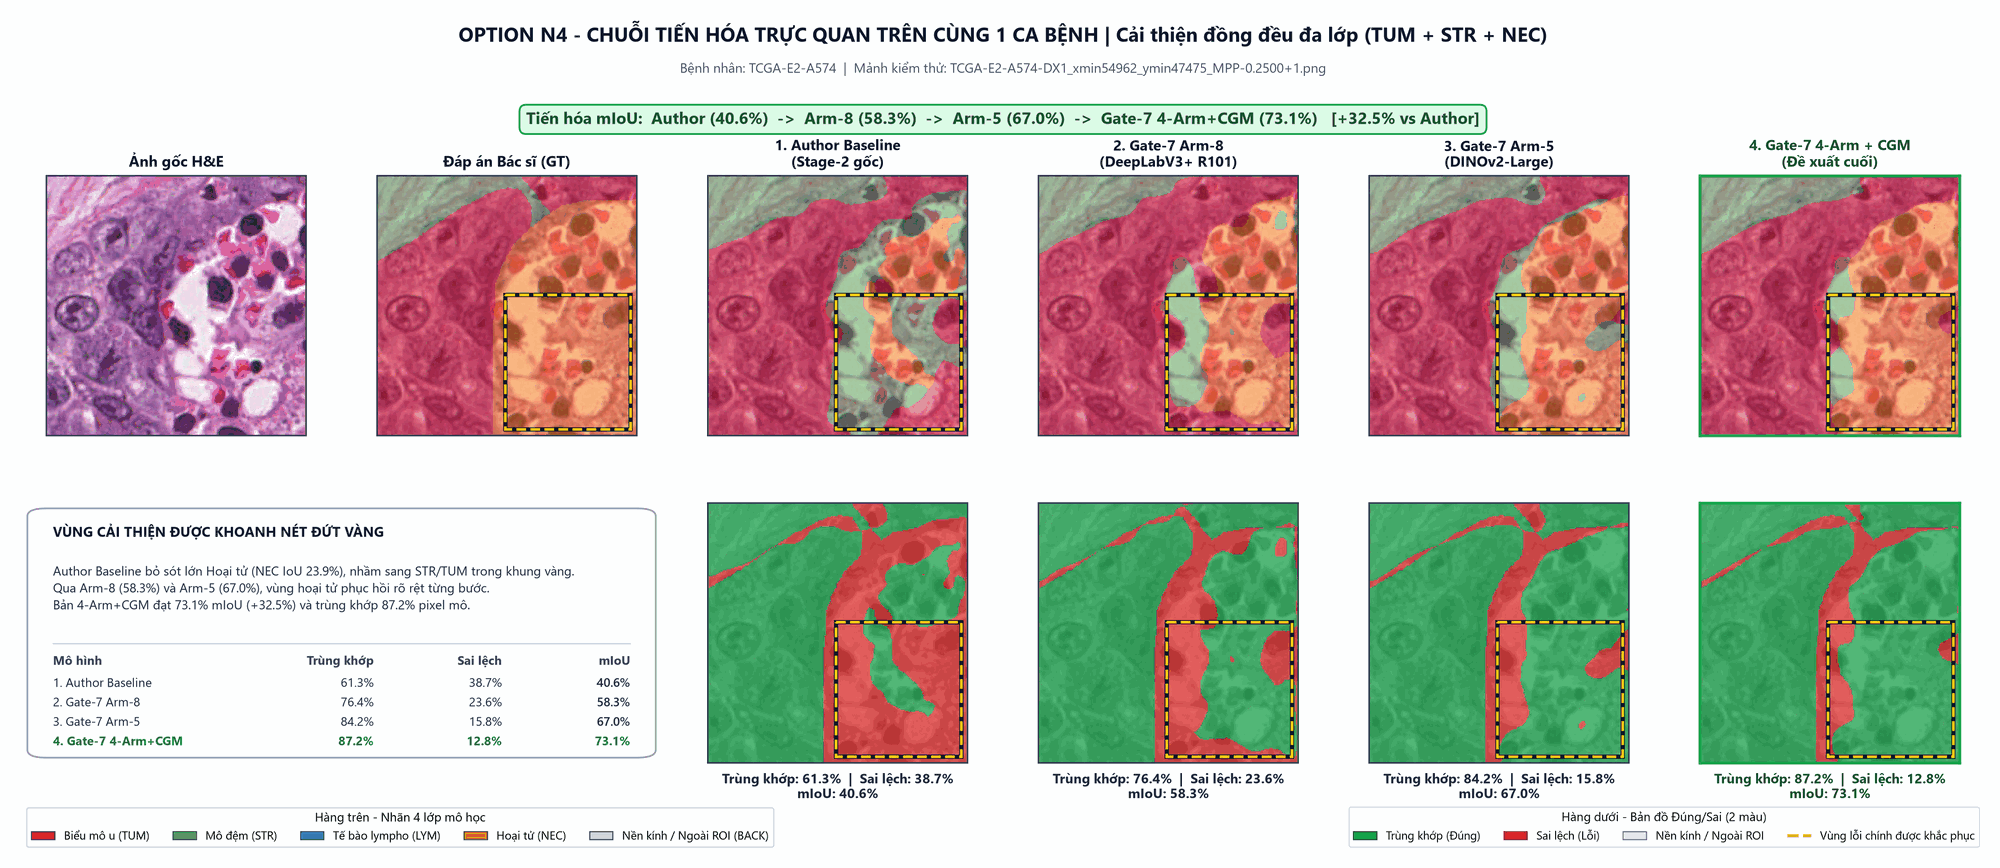 OPTION N4 - CHUỖI TIẾN HÓA TRỰC QUAN TRÊN CÙNG 1 CA BỆNH | Cải thiện đồng đều đa lớp (TUM + STR + NEC)
Bệnh nhân: TCGA-E2-A574 | Mảnh kiểm thử: TCGA-E2-A574-DX1_xmin54962_ymin47475_MPP-0.2500+1.png
Tiến hóa mIoU: Author (40.6%) -> Arm-8 (58.3%) -> Arm-5 (67.0%) -> Gate-7 4-Arm+CGM (73.1%) [+32.5% vs Author]
Ảnh gốc H&E
Đáp án Bác sĩ (GT)
1. Author Baseline
(Stage-2 gốc)
2. Gate-7 Arm-8
(DeepLabV3+ R101)
3. Gate-7 Arm-5
(DINOv2-Large)
4. Gate-7 4-Arm + CGM
(Đề xuất cuối)
VÙNG CẢI THIỆN ĐƯỢC KHOANH NÉT ĐỨT VÀNG
Author Baseline bỏ sót lớn Hoại tử (NEC IoU 23.9%), nhầm sang STR/TUM trong khung vàng.
Qua Arm-8 (58.3%) và Arm-5 (67.0%), vùng hoại tử phục hồi rõ rệt từng bước.
Bản 4-Arm+CGM đạt 73.1% mIoU (+32.5%) và trùng khớp 87.2% pixel mô.
Mô hình Trùng khớp Sai lệch mIoU
1. Author Baseline 61.3% 38.7% 40.6%
2. Gate-7 Arm-8 76.4% 23.6% 58.3%
3. Gate-7 Arm-5 84.2% 15.8% 67.0%
4. Gate-7 4-Arm+CGM 87.2% 12.8% 73.1%
Trùng khớp: 61.3% | Sai lệch: 38.7%
mIoU: 40.6%
Trùng khớp: 76.4% | Sai lệch: 23.6%
mIoU: 58.3%
Trùng khớp: 84.2% | Sai lệch: 15.8%
mIoU: 67.0%
Trùng khớp: 87.2% | Sai lệch: 12.8%
mIoU: 73.1%
Hàng trên - Nhãn 4 lớp mô học
Biểu mô u (TUM) Mô đệm (STR) Tế bào lympho (LYM) Hoại tử (NEC) Nền kính / Ngoài ROI (BACK)
Hàng dưới - Bản đồ Đúng/Sai (2 màu)
Trùng khớp (Đúng) Sai lệch (Lỗi) Nền kính / Ngoài ROI Vùng lỗi chính được khắc phục